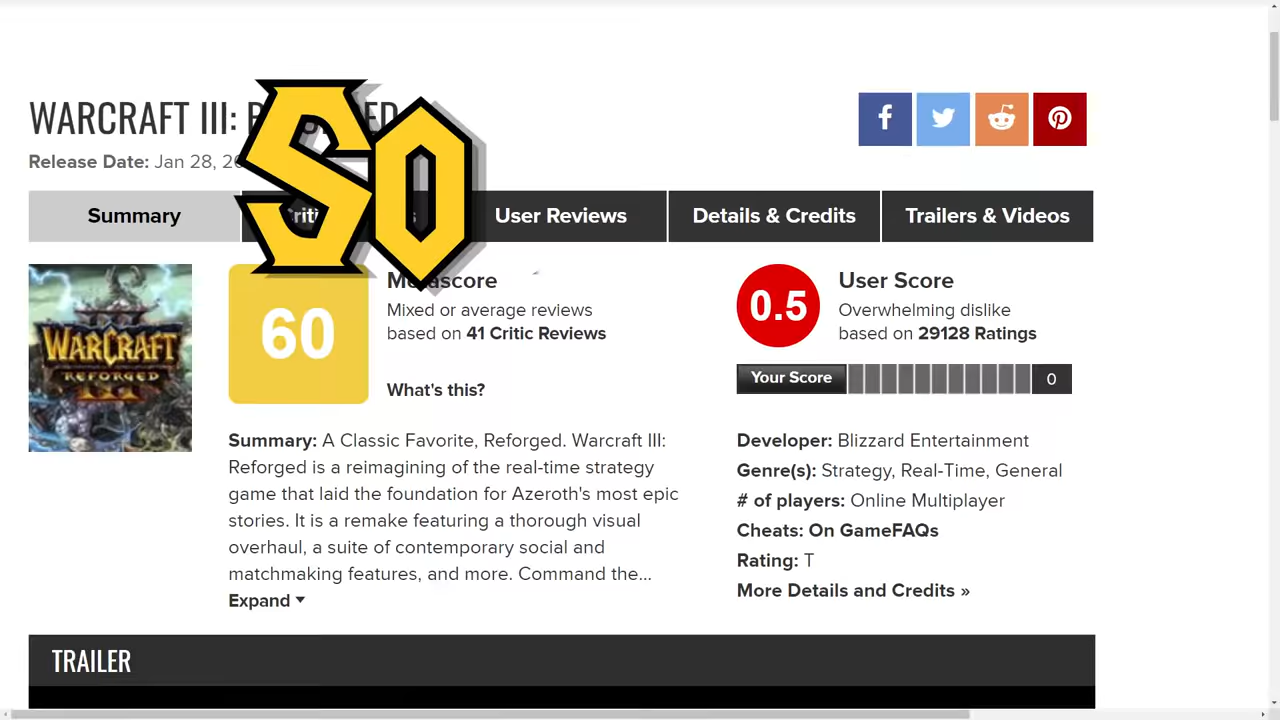 WARCRAFT III:
SO
Release Date: Jan 28,
Summary
User Reviews
Details & Credits
Trailers & Videos
WARCRAFT
REFORGED
III
60
Mixed or average reviews
based on 41 Critic Reviews
What's this?
0.5
User Score
Overwhelming dislike
based on 29128 Ratings
Your Score
0
Summary: A Classic Favorite, Reforged. Warcraft III:
Reforged is a reimagining of the real-time strategy
game that laid the foundation for Azeroth's most epic
stories. It is a remake featuring a thorough visual
overhaul, a suite of contemporary social and
matchmaking features, and more. Command the...
Expand
Developer: Blizzard Entertainment
Genre(s): Strategy, Real-Time, General
# of players: Online Multiplayer
Cheats: On GameFAQs
Rating: T
More Details and Credits »
TRAILER